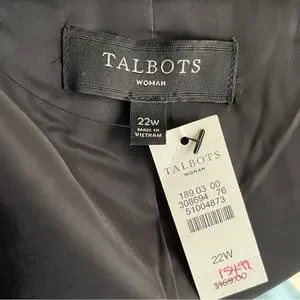 TALBOTS
WOMAN
22W
MADE IN
VIETNAM
TALBOTS
WOMAN
189 03 00
308694 76
51004873
22W
$169.00